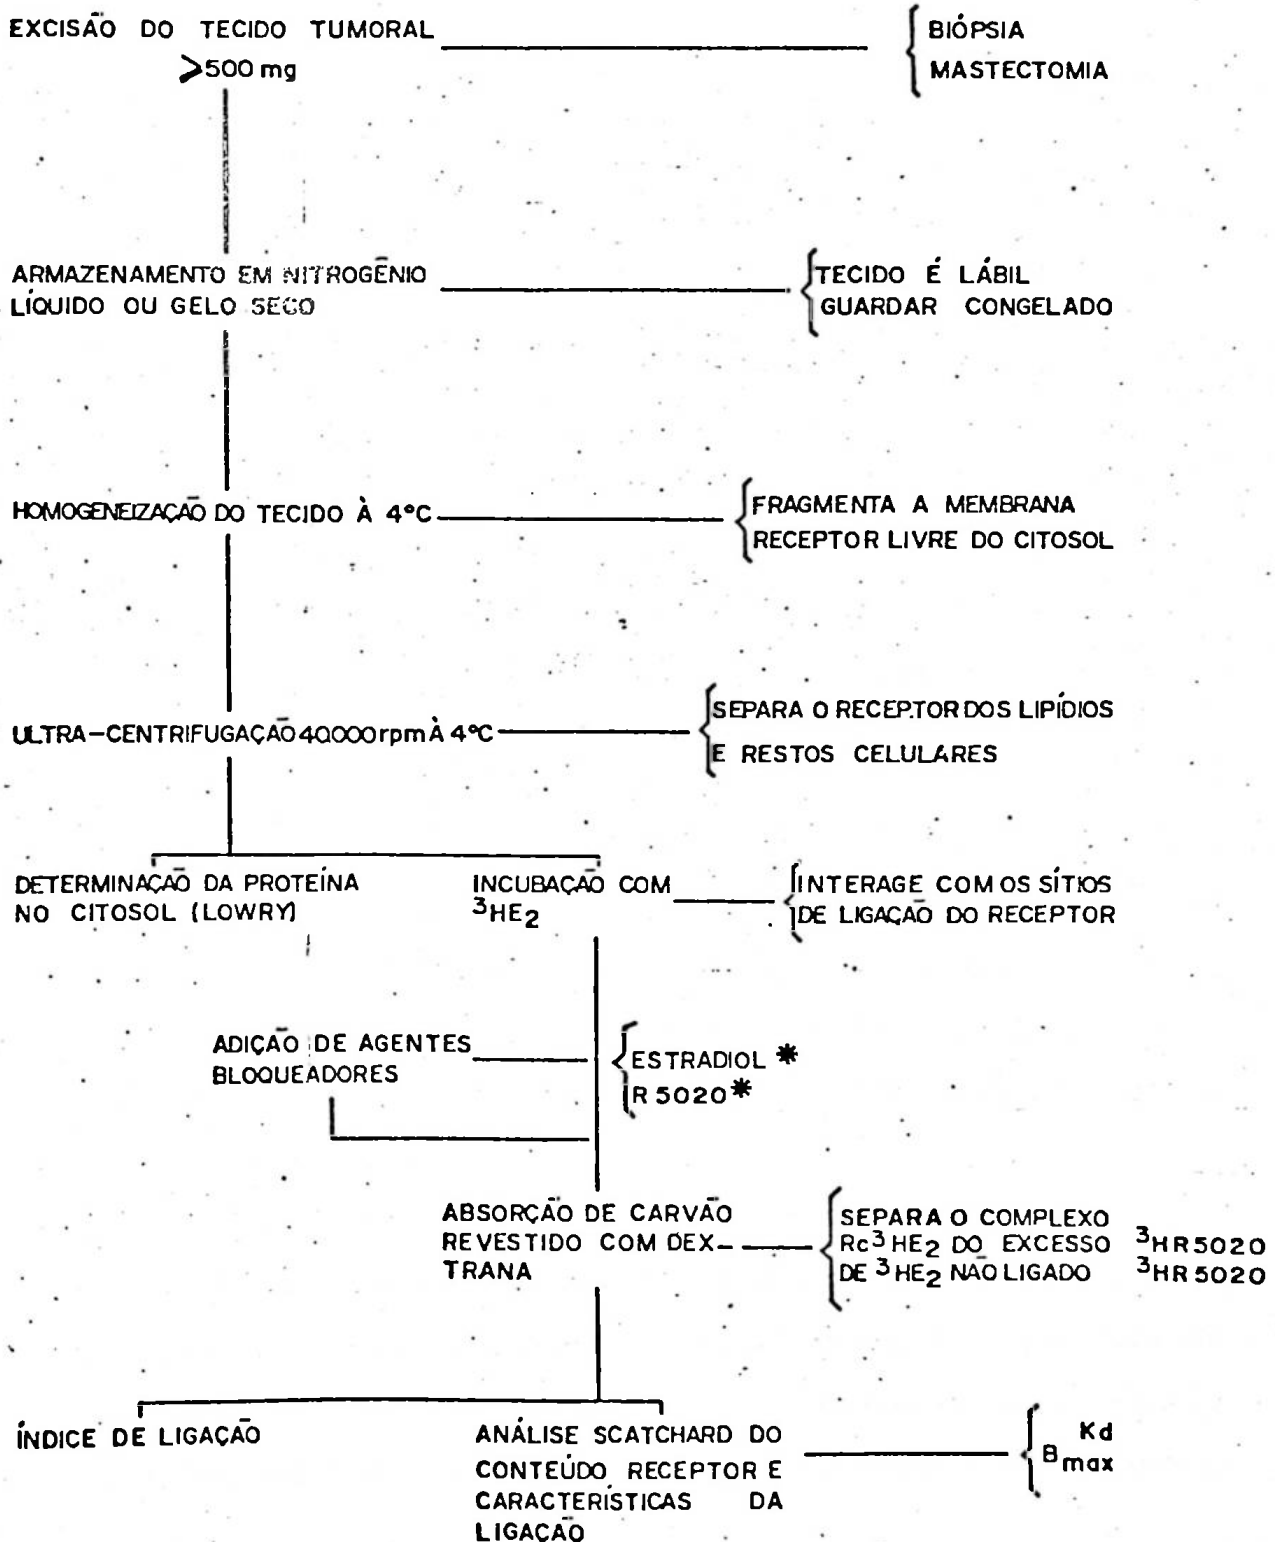 EXCISÃO DO TECIDO TUMORAL
>500 mg
BIÓPSIA
MASTECTOMIA
ARMAZENAMENTO EM NITROGÊNIO
LÍQUIDO OU GELO SECO
TECIDO É LÁBIL
GUARDAR CONGELADO
HOMOGENEIZAÇÃO DO TECIDO À 4°C
FRAGMENTA A MEMBRANA
RECEPTOR LIVRE DO CITOSOL
ULTRA-CENTRIFUGAÇÃO 40.000 rpm À 4°C
SEPARA O RECEPTOR DOS LIPÍDIOS
E RESTOS CELULARES
DETERMINAÇÃO DA PROTEÍNA
NO CITOSOL (LOWRY)
INCUBAÇÃO COM
³HE₂
INTERAGE COM OS SÍTIOS
DE LIGAÇÃO DO RECEPTOR
ADIÇÃO DE AGENTES
BLOQUEADORES
ESTRADIOL *
R 5020 *
ABSORÇÃO DE CARVÃO
REVESTIDO COM DEX-
TRANA
SEPARA O COMPLEXO
Rc³HE₂ DO EXCESSO ³HR5020
DE ³HE₂ NÃO LIGADO ³HR5020
ÍNDICE DE LIGAÇÃO
ANÁLISE SCATCHARD DO
CONTEÚDO RECEPTOR E
CARACTERÍSTICAS DA
LIGAÇÃO
Kd
Bmax